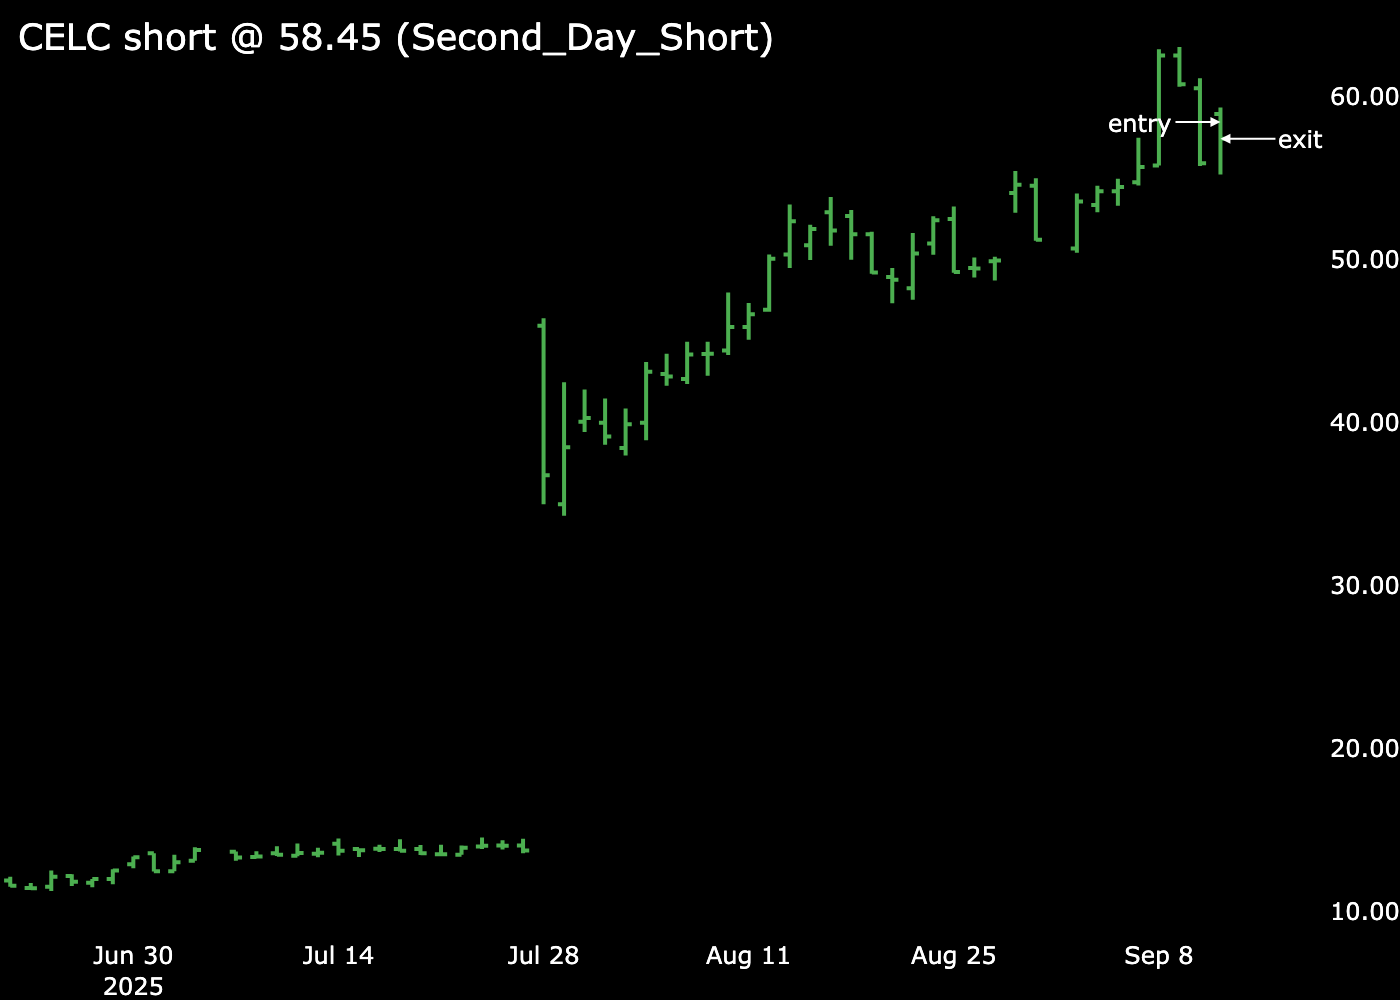 CELC short @ 58.45 (Second_Day_Short)
60.00
entry
exit
50.00
40.00
30.00
20.00
10.00
Jun 30
2025
Jul 14
Jul 28
Aug 11
Aug 25
Sep 8